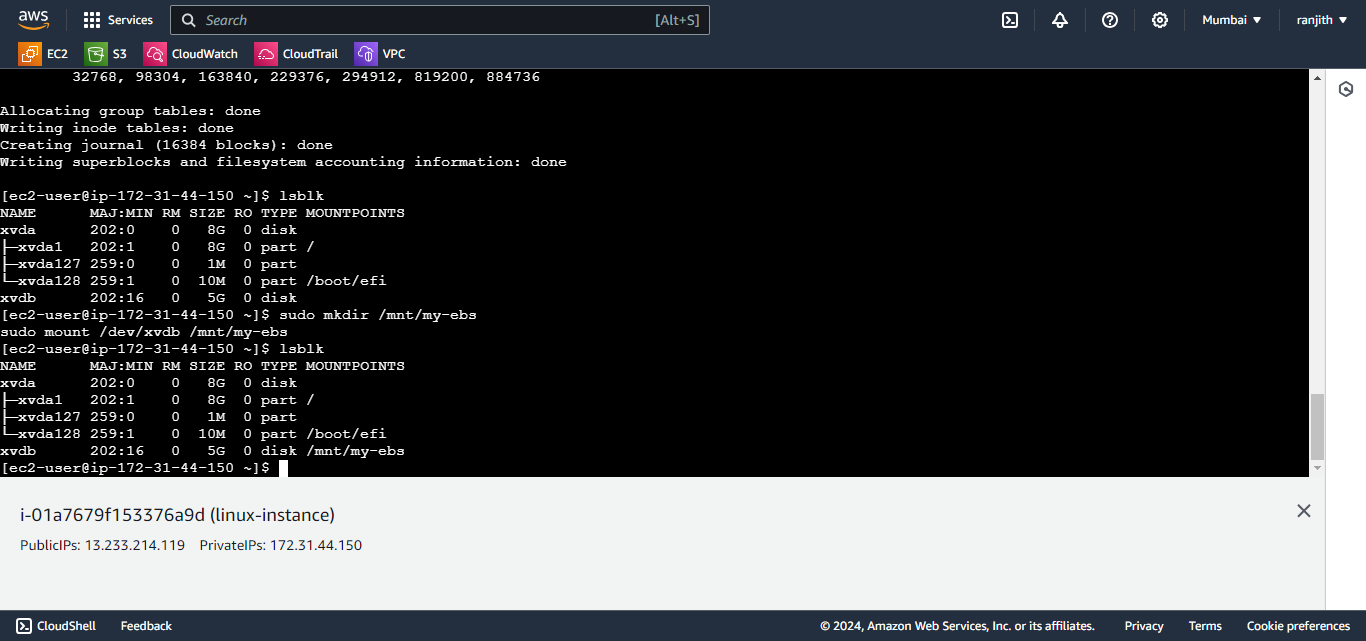 aws Services Search [Alt+S] Mumbai ▼ ranjith ▼
EC2 S3 CloudWatch CloudTrail VPC
32768, 98304, 163840, 229376, 294912, 819200, 884736
Allocating group tables: done
Writing inode tables: done
Creating journal (16384 blocks): done
Writing superblocks and filesystem accounting information: done
[ec2-user@ip-172-31-44-150 ~]$ lsblk
NAME      MAJ:MIN RM SIZE RO TYPE MOUNTPOINTS
xvda      202:0    0   8G  0 disk
├─xvda1   202:1    0   8G  0 part /
├─xvda127 259:0    0   1M  0 part
└─xvda128 259:1    0  10M  0 part /boot/efi
xvdb      202:16   0   5G  0 disk
[ec2-user@ip-172-31-44-150 ~]$ sudo mkdir /mnt/my-ebs
sudo mount /dev/xvdb /mnt/my-ebs
[ec2-user@ip-172-31-44-150 ~]$ lsblk
NAME      MAJ:MIN RM SIZE RO TYPE MOUNTPOINTS
xvda      202:0    0   8G  0 disk
├─xvda1   202:1    0   8G  0 part /
├─xvda127 259:0    0   1M  0 part
└─xvda128 259:1    0  10M  0 part /boot/efi
xvdb      202:16   0   5G  0 disk /mnt/my-ebs
[ec2-user@ip-172-31-44-150 ~]$
i-01a7679f153376a9d (linux-instance)
PublicIPs: 13.233.214.119 PrivateIPs: 172.31.44.150
CloudShell Feedback © 2024, Amazon Web Services, Inc. or its affiliates. Privacy Terms Cookie preferences